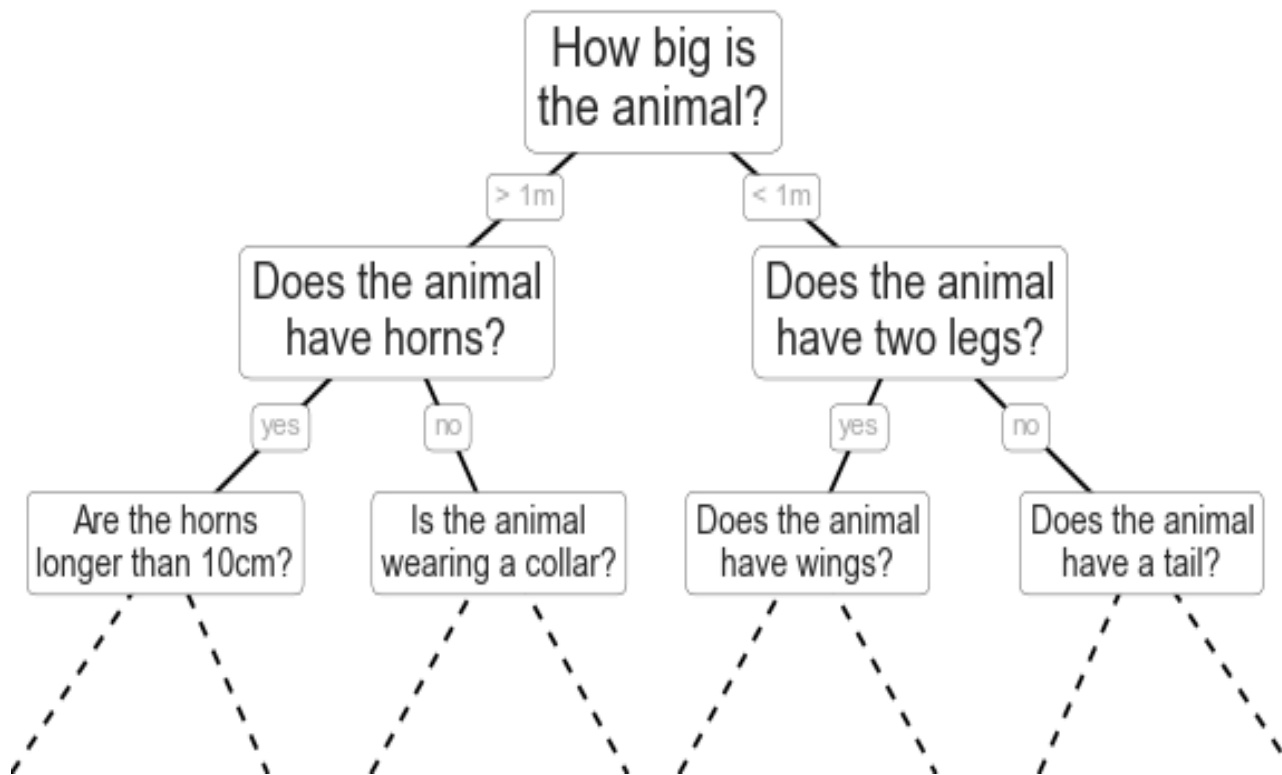 How big is
the animal?
> 1m
< 1m
Does the animal
have horns?
Does the animal
have two legs?
yes
no
yes
no
Are the horns
longer than 10cm?
Is the animal
wearing a collar?
Does the animal
have wings?
Does the animal
have a tail?